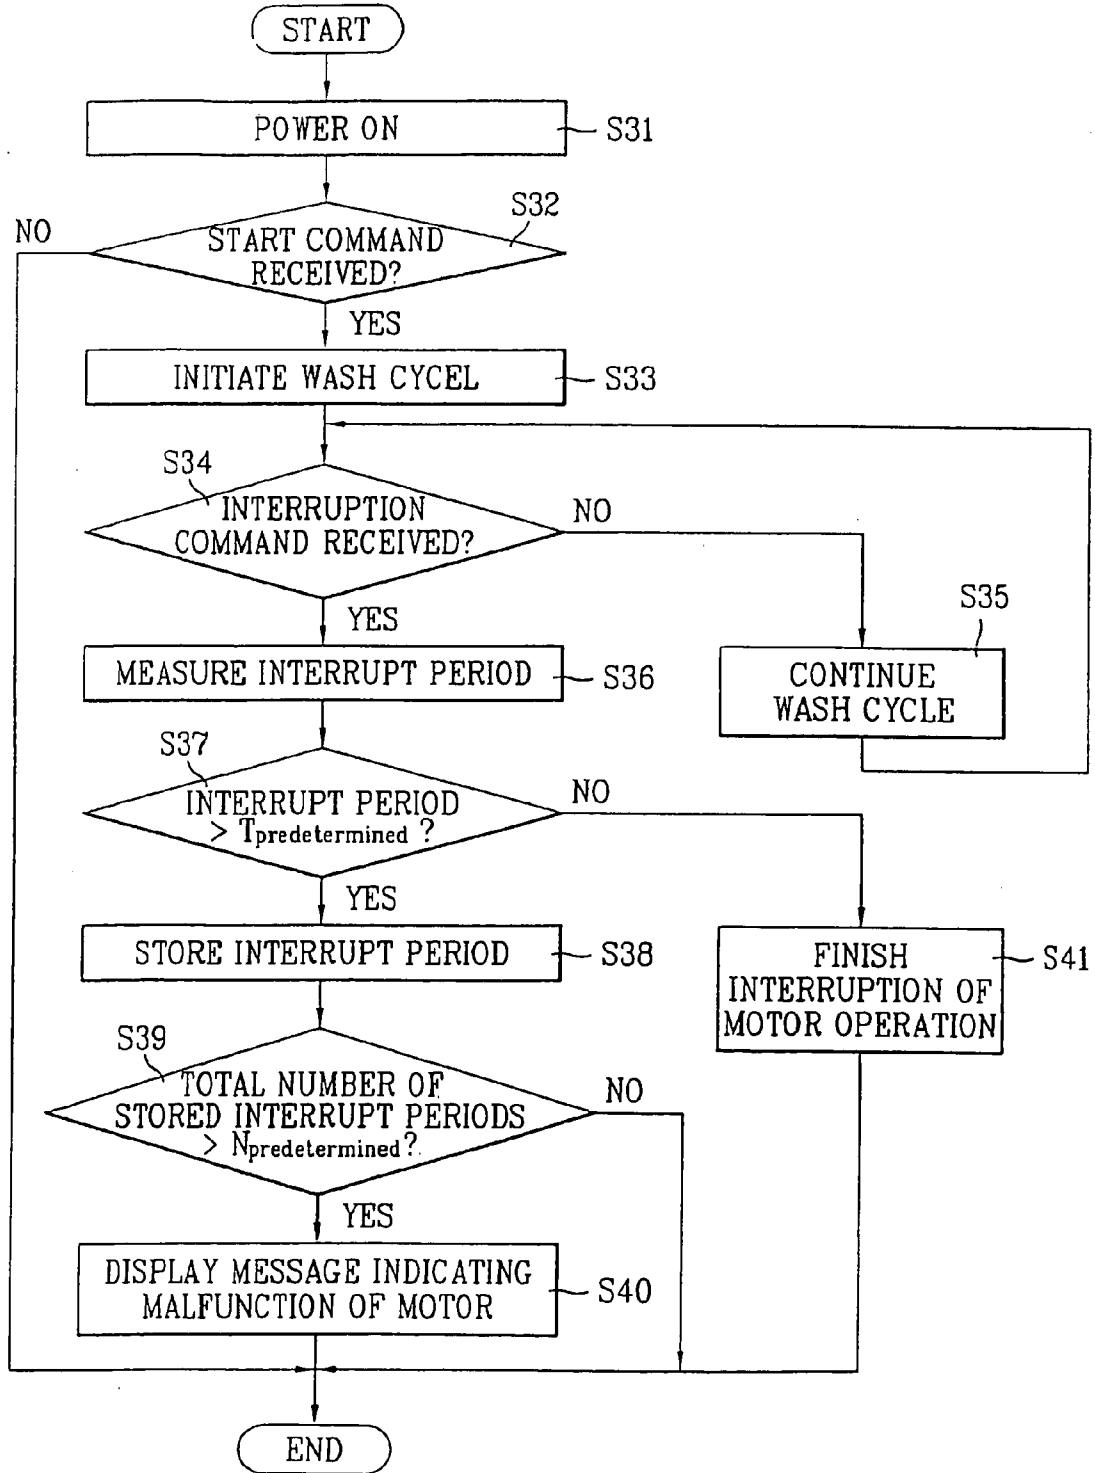 START
POWER ON
S31
S32
NO
START COMMAND
RECEIVED?
YES
INITIATE WASH CYCEL
S33
S34
INTERRUPTION
COMMAND RECEIVED?
NO
YES
S35
MEASURE INTERRUPT PERIOD
S36
CONTINUE
WASH CYCLE
S37
INTERRUPT PERIOD
> Tpredetermined ?
NO
YES
STORE INTERRUPT PERIOD
S38
FINISH
INTERRUPTION OF
MOTOR OPERATION
S41
S39
TOTAL NUMBER OF
STORED INTERRUPT PERIODS
> Npredetermined?
NO
YES
DISPLAY MESSAGE INDICATING
MALFUNCTION OF MOTOR
S40
END